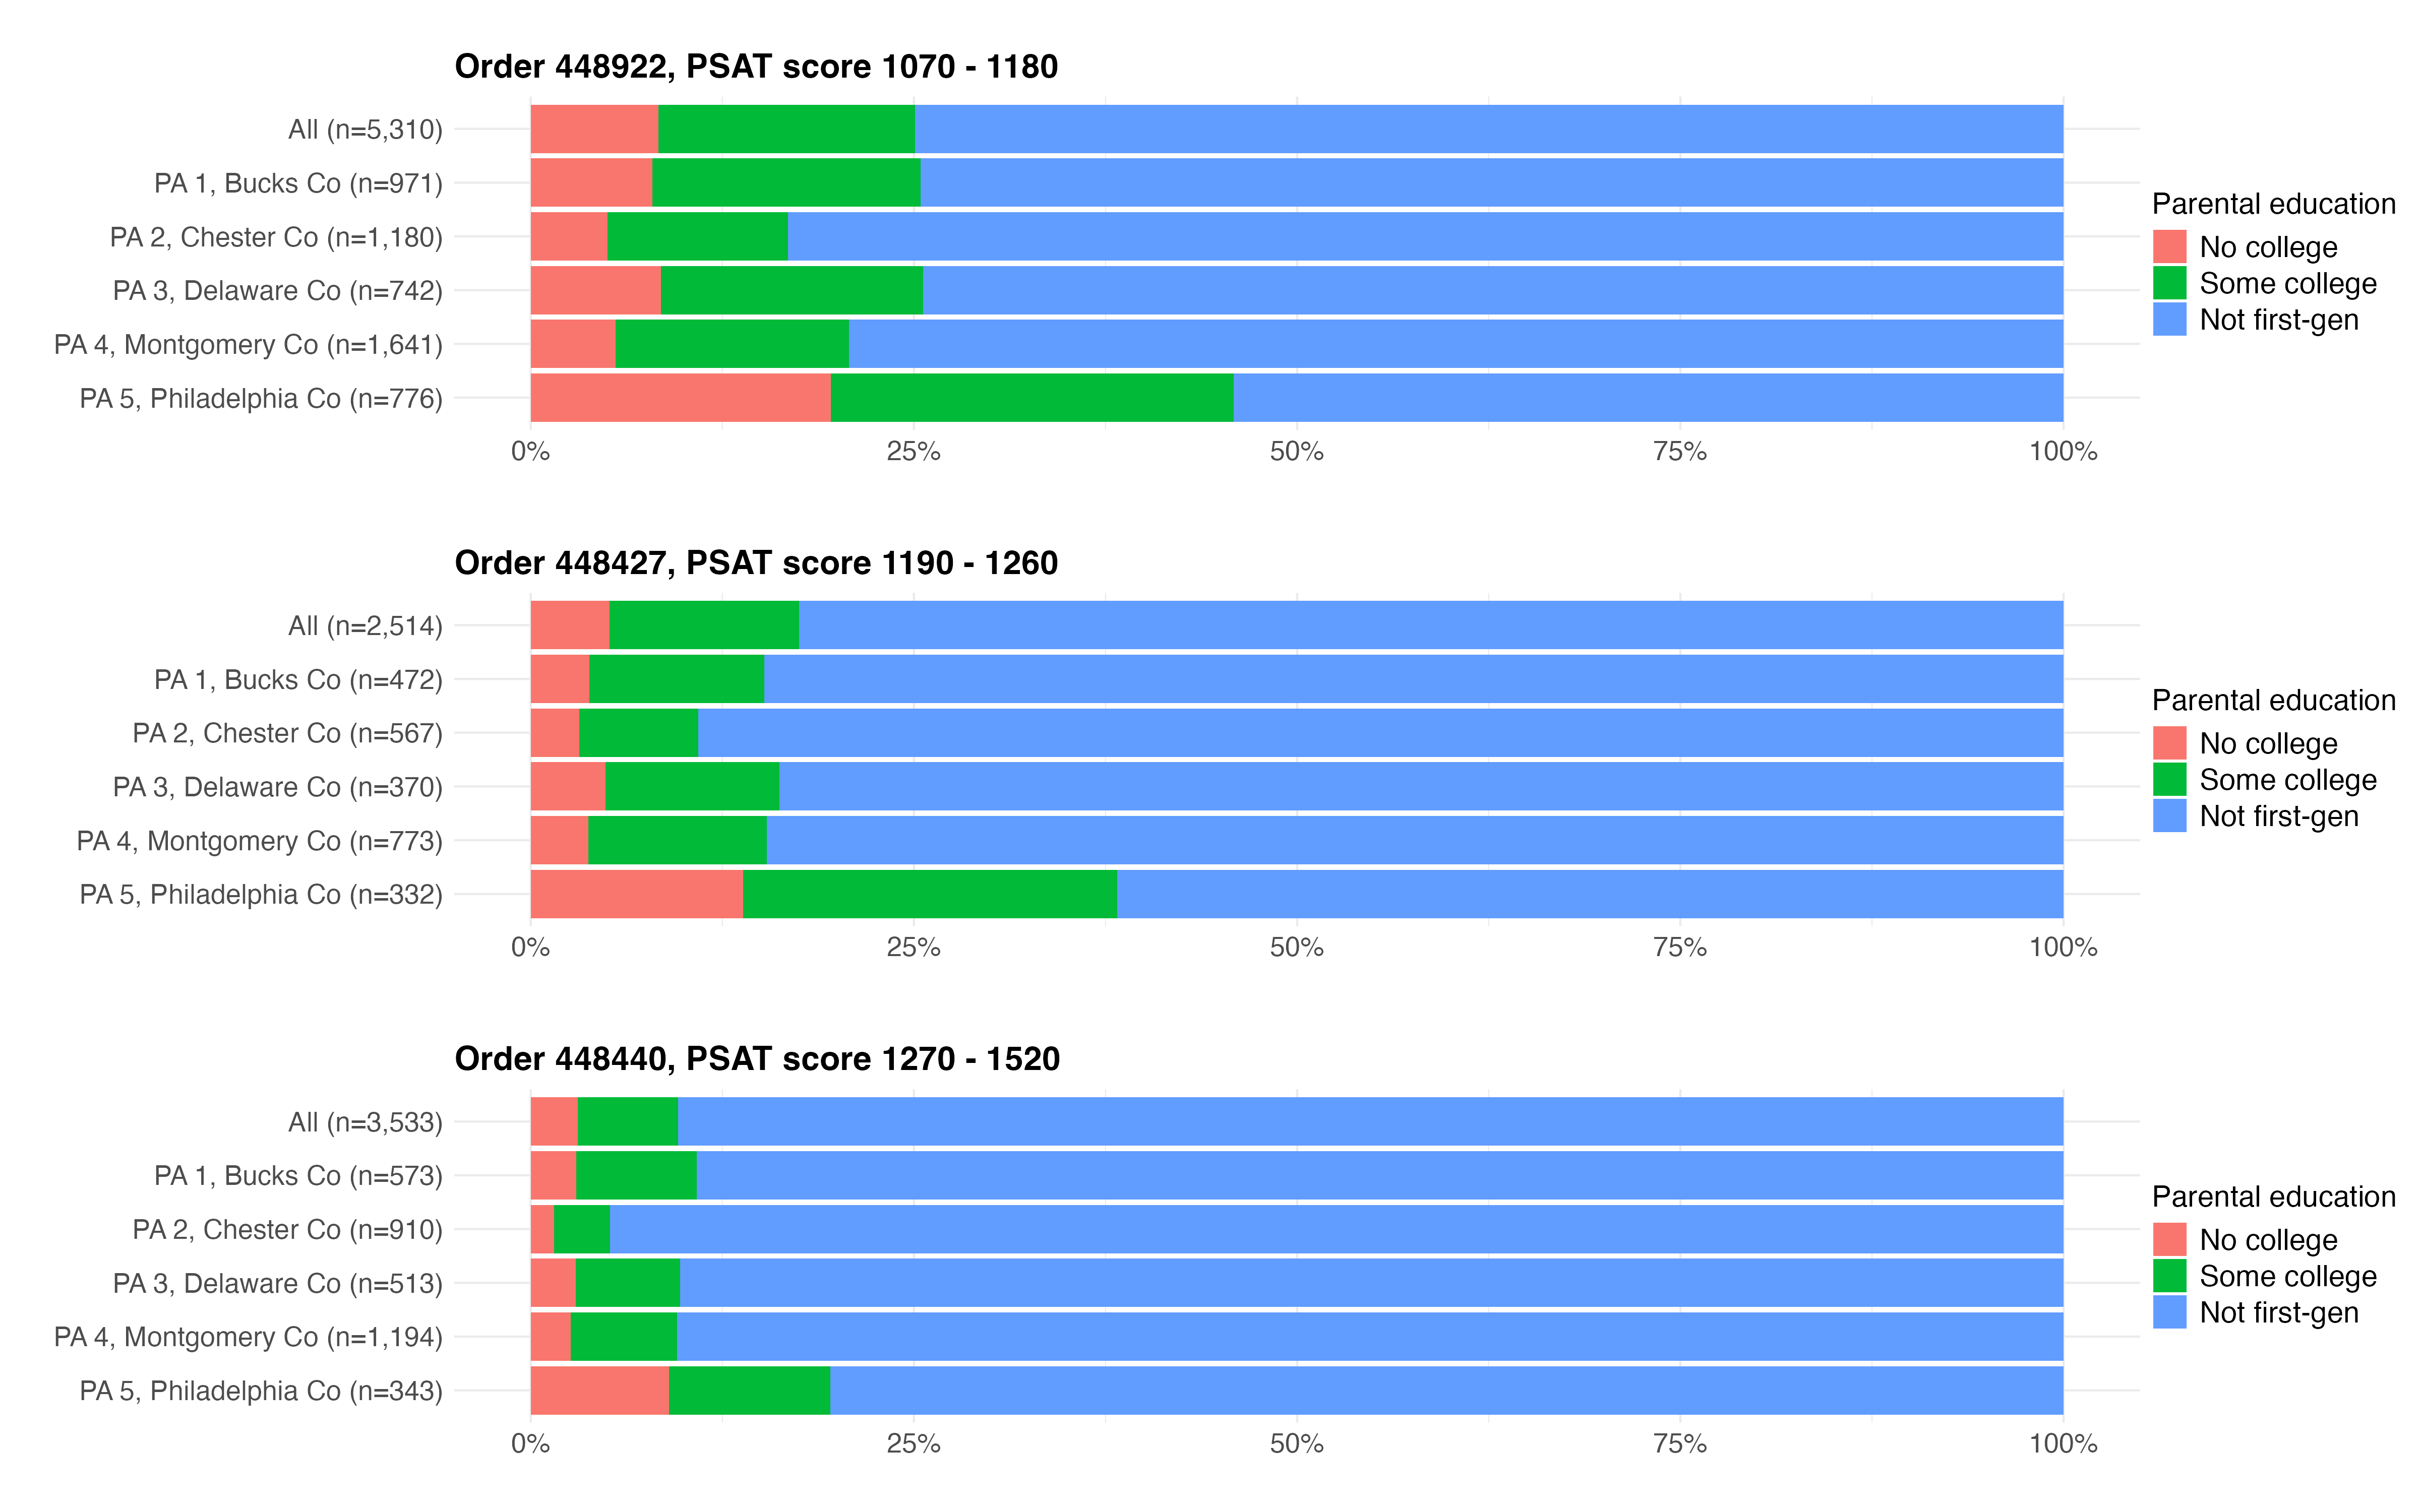 Order 448922, PSAT score 1070 - 1180
All (n=5,310)
PA 1, Bucks Co (n=971)
PA 2, Chester Co (n=1,180)
PA 3, Delaware Co (n=742)
PA 4, Montgomery Co (n=1,641)
PA 5, Philadelphia Co (n=776)
0% 25% 50% 75% 100%
Parental education
No college
Some college
Not first-gen
Order 448427, PSAT score 1190 - 1260
All (n=2,514)
PA 1, Bucks Co (n=472)
PA 2, Chester Co (n=567)
PA 3, Delaware Co (n=370)
PA 4, Montgomery Co (n=773)
PA 5, Philadelphia Co (n=332)
0% 25% 50% 75% 100%
Parental education
No college
Some college
Not first-gen
Order 448440, PSAT score 1270 - 1520
All (n=3,533)
PA 1, Bucks Co (n=573)
PA 2, Chester Co (n=910)
PA 3, Delaware Co (n=513)
PA 4, Montgomery Co (n=1,194)
PA 5, Philadelphia Co (n=343)
0% 25% 50% 75% 100%
Parental education
No college
Some college
Not first-gen